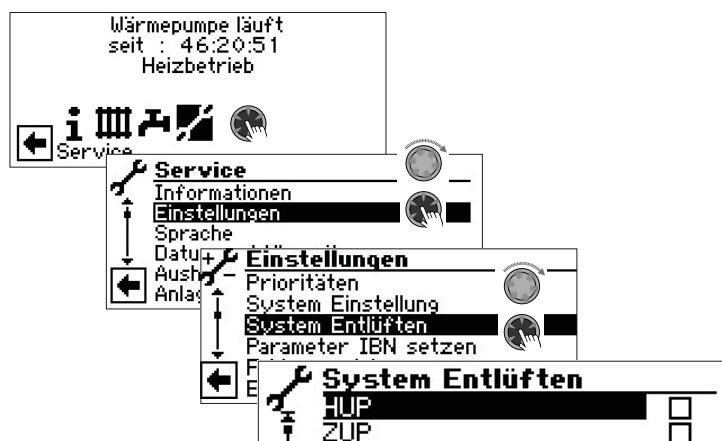 Wärmepumpe läuft
seit : 46:20:51
Heizbetrieb
Service
Service
Informationen
Einstellungen
Sprache
Einstellungen
Prioritäten
System Einstellung
System Entlüften
Parameter IBN setzen
System Entlüften
HUP
ZUP